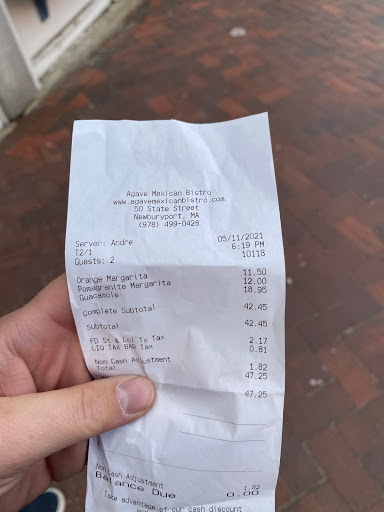 Agave Mexican Bistro
www.agavemexicanbistro.com
50 State Street
Newburyport, MA
(978) 499-0428
Server: Andre 05/11/2021
T2/1 6:19 PM
Guests: 2 10118
Orange Margarita 11.50
Pomagranite Margarita 12.00
Guacamole 18.95
Complete Subtotal 42.45
Subtotal 42.45
FD St & Lcl Tx Tax 2.17
LIQ TAX BAR Tax 0.81
Non Cash Adjustment 1.82
Total 47.25
47.25
Non Cash Adjustment 1.82
Balance Due 0.00
Take advantage of our cash discount